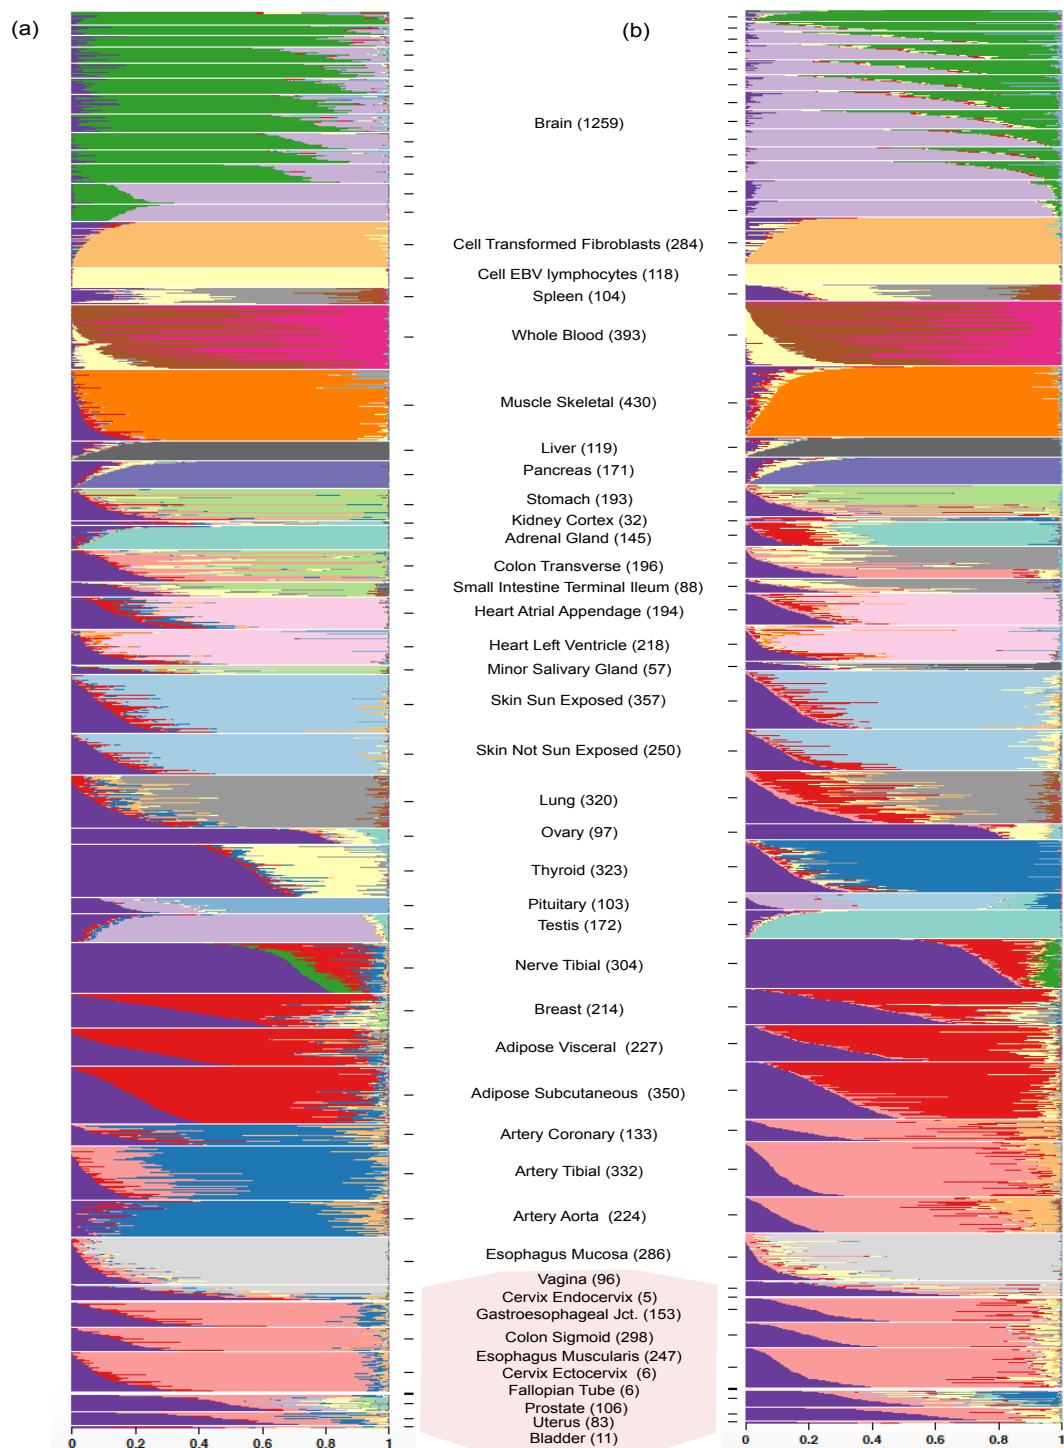 (a)
(b)
Brain (1259)
Cell Transformed Fibroblasts (284)
Cell EBV lymphocytes (118)
Spleen (104)
Whole Blood (393)
Muscle Skeletal (430)
Liver (119)
Pancreas (171)
Stomach (193)
Kidney Cortex (32)
Adrenal Gland (145)
Colon Transverse (196)
Small Intestine Terminal Ileum (88)
Heart Atrial Appendage (194)
Heart Left Ventricle (218)
Minor Salivary Gland (57)
Skin Sun Exposed (357)
Skin Not Sun Exposed (250)
Lung (320)
Ovary (97)
Thyroid (323)
Pituitary (103)
Testis (172)
Nerve Tibial (304)
Breast (214)
Adipose Visceral (227)
Adipose Subcutaneous (350)
Artery Coronary (133)
Artery Tibial (332)
Artery Aorta (224)
Esophagus Mucosa (286)
Vagina (96)
Cervix Endocervix (5)
Gastroesophageal Jct. (153)
Colon Sigmoid (298)
Esophagus Muscularis (247)
Cervix Ectocervix (6)
Fallopian Tube (6)
Prostate (106)
Uterus (83)
Bladder (11)
0 0.2 0.4 0.6 0.8 1
0 0.2 0.4 0.6 0.8 1